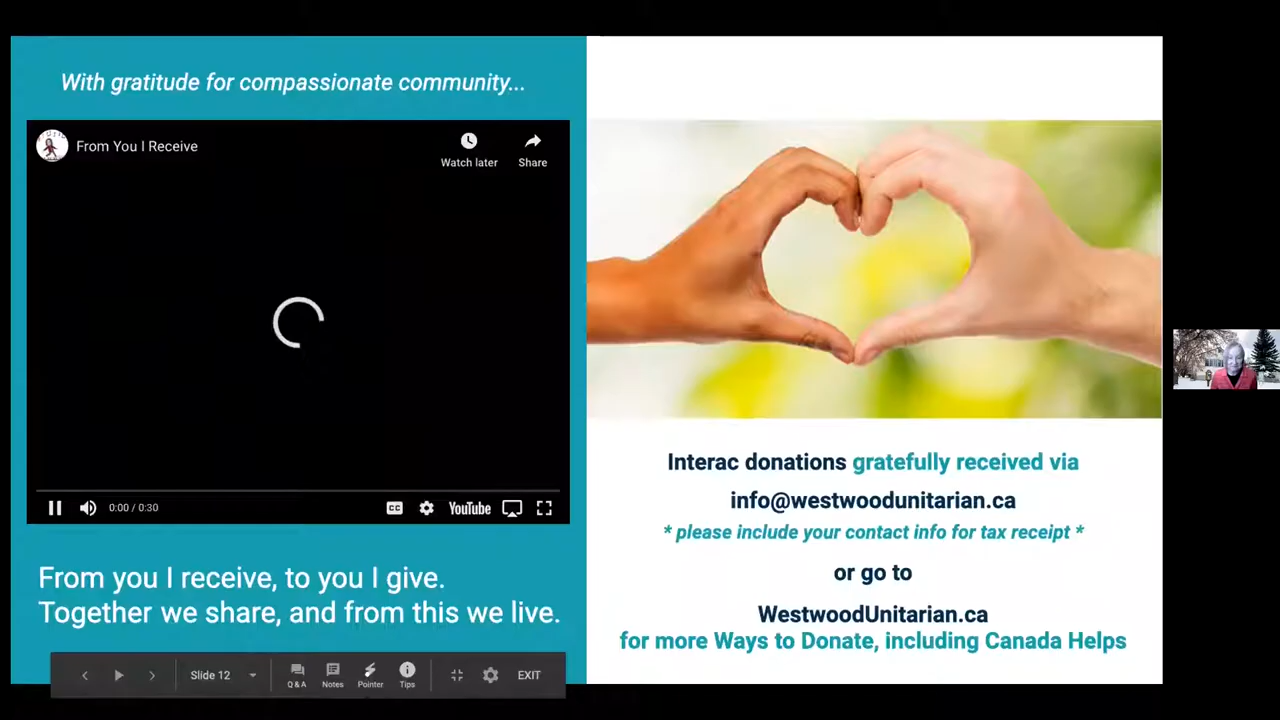 With gratitude for compassionate community...
From You I Receive
Watch later
Share
0:00 / 0:30
CC
YouTube
From you I receive, to you I give.
Together we share, and from this we live.
Slide 12
Q & A
Notes
Pointer
Tips
EXIT
Interac donations gratefully received via
info@westwoodunitarian.ca
* please include your contact info for tax receipt *
or go to
WestwoodUnitarian.ca
for more Ways to Donate, including Canada Helps